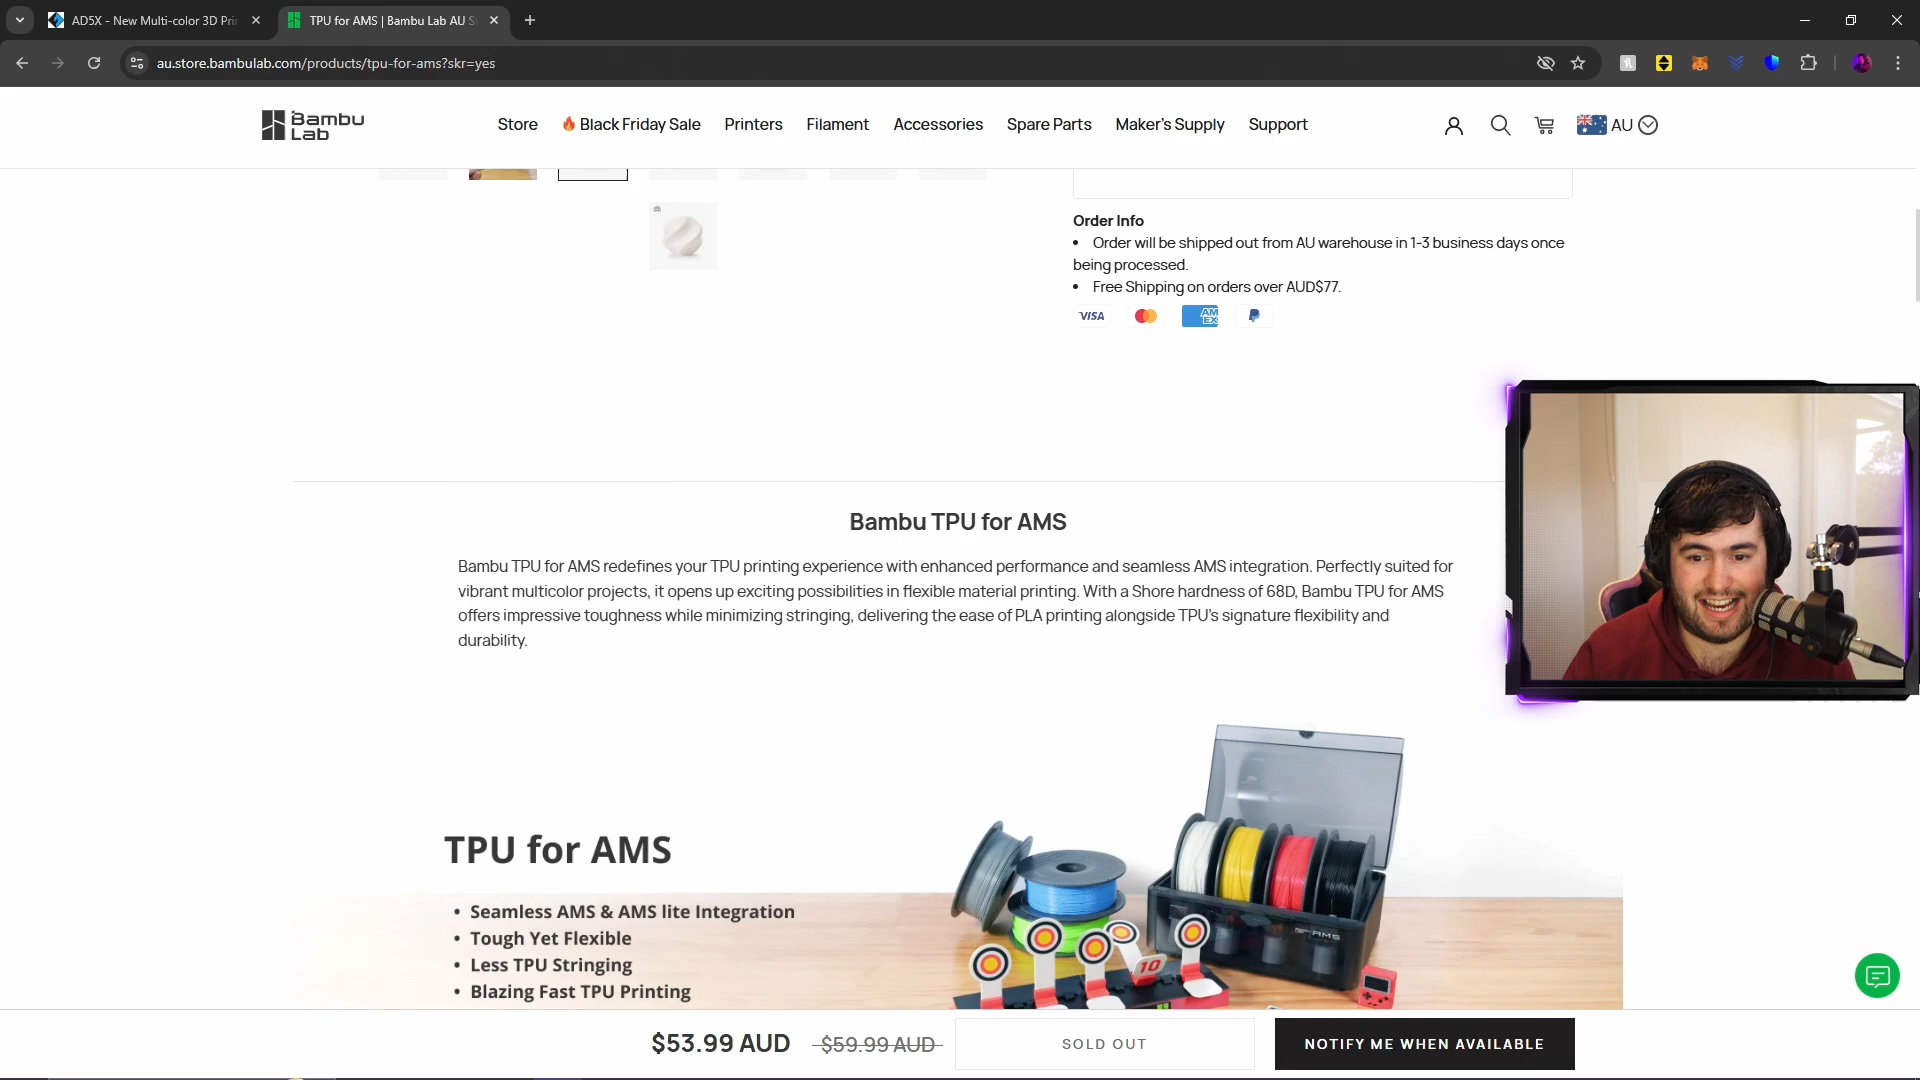 AD5X - New Multi-color 3D Pri
TPU for AMS | Bambu Lab AU S
au.store.bambulab.com/products/tpu-for-ams?skr=yes
Bambu
Lab
Store
Black Friday Sale
Printers
Filament
Accessories
Spare Parts
Maker's Supply
Support
AU
Order Info
• Order will be shipped out from AU warehouse in 1-3 business days once
being processed.
• Free Shipping on orders over AUD$77.
VISA
AM
EX
Bambu TPU for AMS
Bambu TPU for AMS redefines your TPU printing experience with enhanced performance and seamless AMS integration. Perfectly suited for
vibrant multicolor projects, it opens up exciting possibilities in flexible material printing. With a Shore hardness of 68D, Bambu TPU for AMS
offers impressive toughness while minimizing stringing, delivering the ease of PLA printing alongside TPU's signature flexibility and
durability.
TPU for AMS
• Seamless AMS & AMS lite Integration
• Tough Yet Flexible
• Less TPU Stringing
• Blazing Fast TPU Printing
AMS
10
$53.99 AUD
$59.99 AUD
SOLD OUT
NOTIFY ME WHEN AVAILABLE